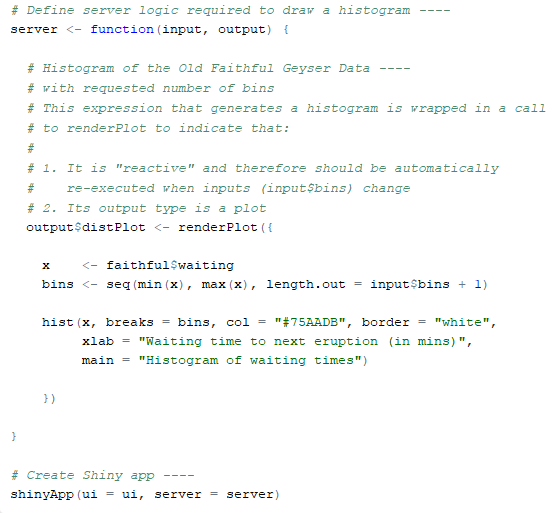 # Define server logic required to draw a histogram ----
server <- function(input, output) {
# Histogram of the Old Faithful Geyser Data ----
# with requested number of bins
# This expression that generates a histogram is wrapped in a call
# to renderPlot to indicate that:
#
# 1. It is "reactive" and therefore should be automatically
#    re-executed when inputs (input$bins) change
# 2. Its output type is a plot
output$distPlot <- renderPlot({
x    <- faithful$waiting
bins <- seq(min(x), max(x), length.out = input$bins + 1)
hist(x, breaks = bins, col = "#75AADB", border = "white",
xlab = "Waiting time to next eruption (in mins)",
main = "Histogram of waiting times")
})
}
# Create Shiny app ----
shinyApp(ui = ui, server = server)